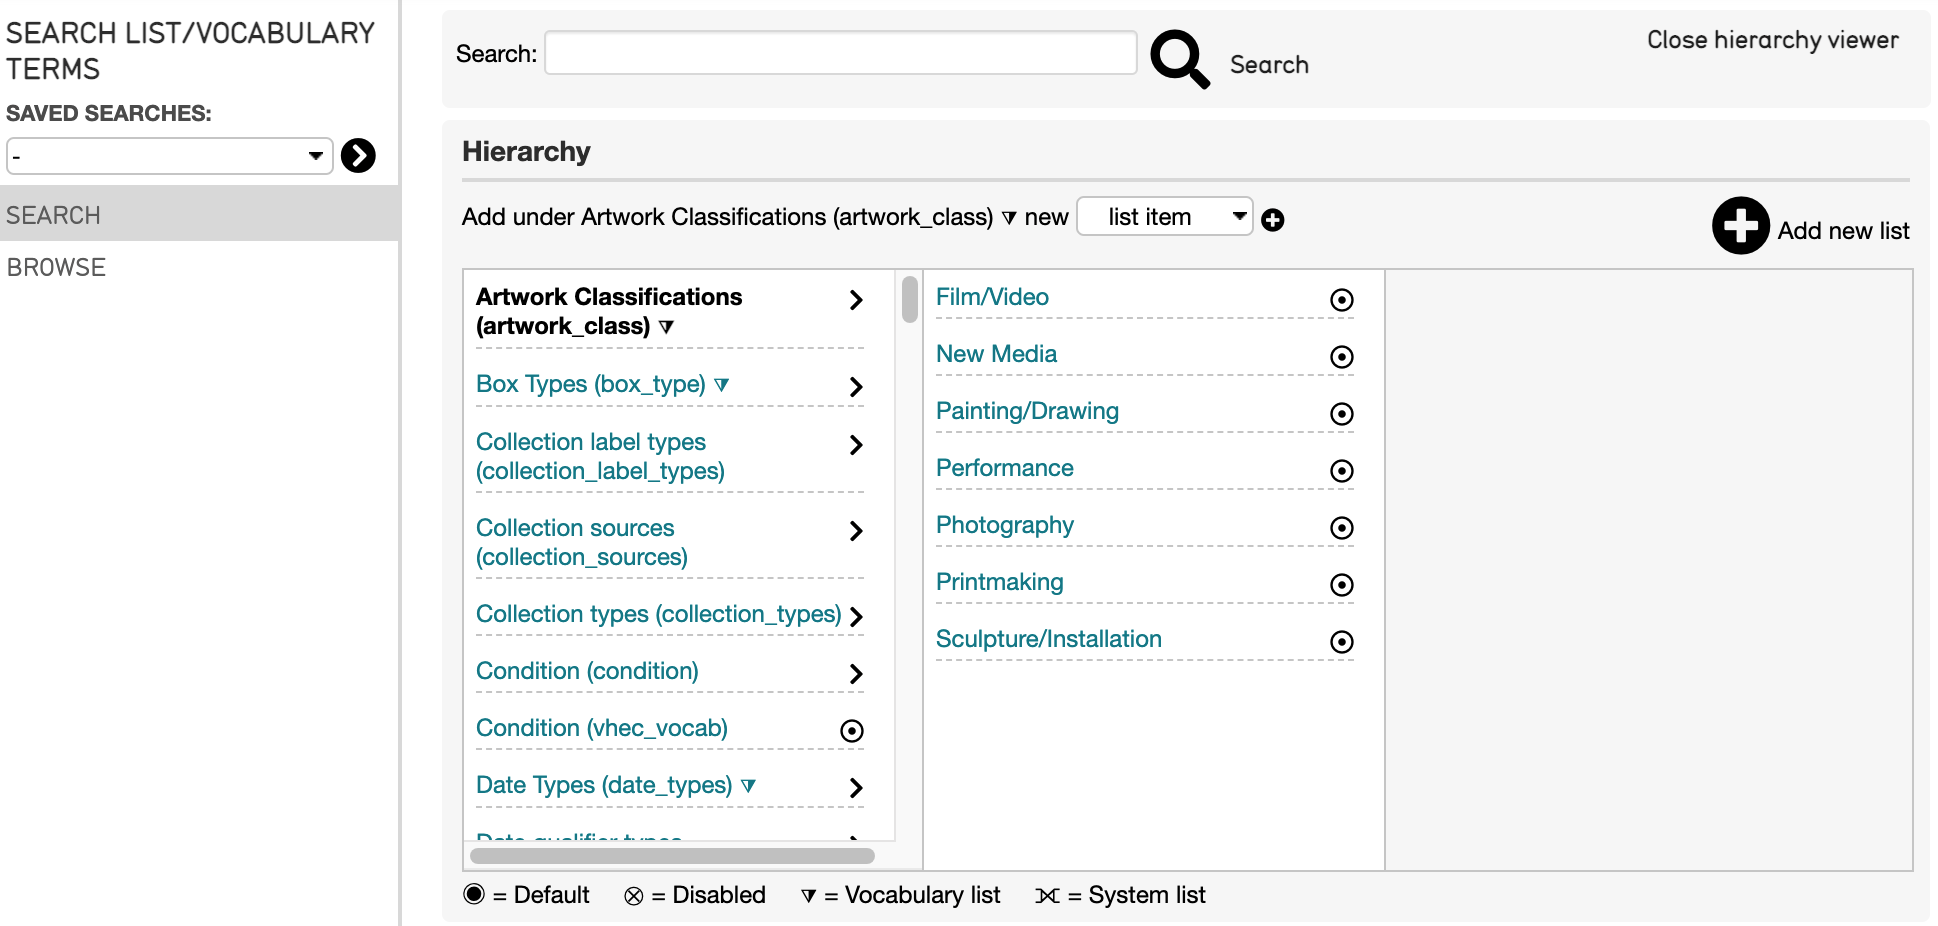 SEARCH LIST/VOCABULARY
TERMS
SAVED SEARCHES:
-
SEARCH
BROWSE
Search:
Search
Close hierarchy viewer
Hierarchy
Add under Artwork Classifications (artwork_class) ⧩ new list item
Add new list
Artwork Classifications
(artwork_class) ⧩
Box Types (box_type) ⧩
Collection label types
(collection_label_types)
Collection sources
(collection_sources)
Collection types (collection_types)
Condition (condition)
Condition (vhec_vocab)
Date Types (date_types) ⧩
Date qualifier types
Film/Video
New Media
Painting/Drawing
Performance
Photography
Printmaking
Sculpture/Installation
◉ = Default ⊗ = Disabled ⧩ = Vocabulary list ⋊⋉ = System list